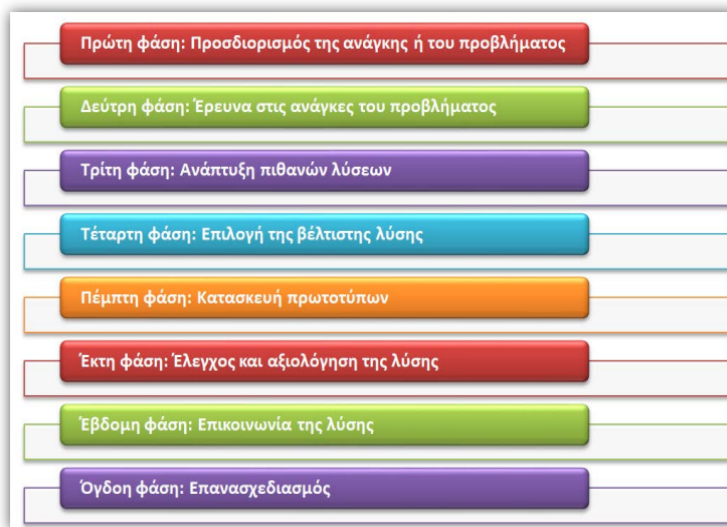 Πρώτη φάση: Προσδιορισμός της ανάγκης ή του προβλήματος
Δεύτρη φάση: Έρευνα στις ανάγκες του προβλήματος
Τρίτη φάση: Ανάπτυξη πιθανών λύσεων
Τέταρτη φάση: Επιλογή της βέλτιστης λύσης
Πέμπτη φάση: Κατασκευή πρωτοτύπων
Έκτη φάση: Έλεγχος και αξιολόγηση της λύσης
Έβδομη φάση: Επικοινωνία της λύσης
Όγδοη φάση: Επανασχεδιασμός